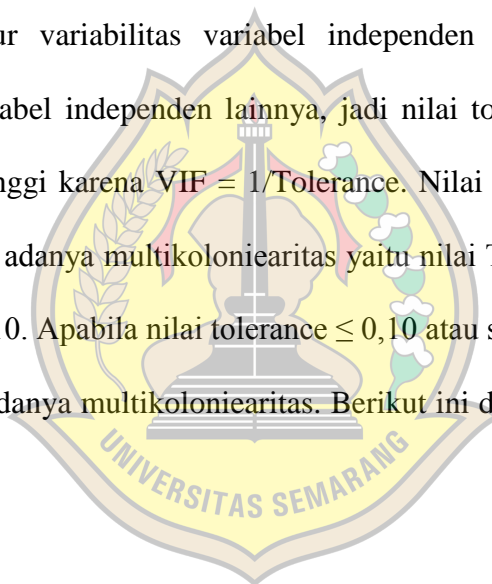 ur variabilitas variabel independen
abel independen lainnya, jadi nilai to
nggi karena VIF = 1/Tolerance. Nilai
adanya multikoloniearitas yaitu nilai T
0. Apabila nilai tolerance ≤ 0,10 atau s
danya multikoloniearitas. Berikut ini d
UNIVERSITAS SEMARANG